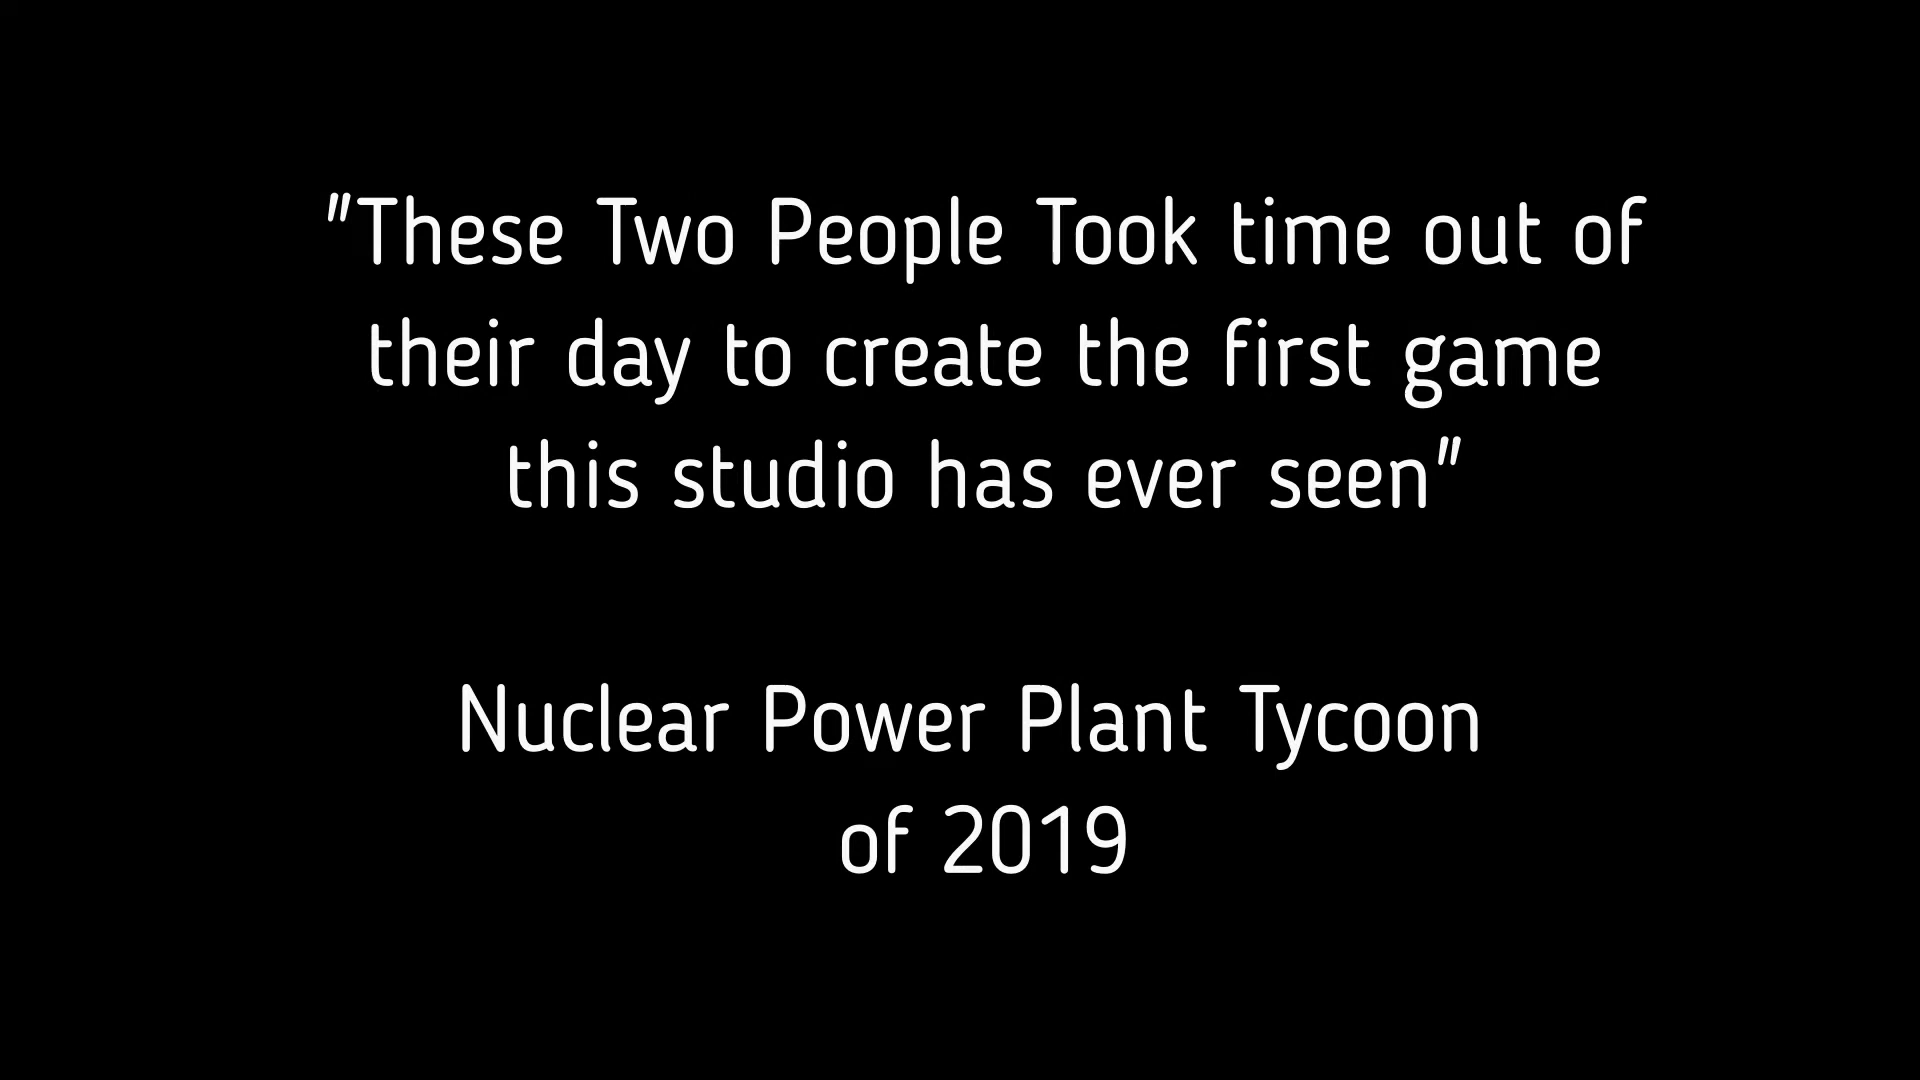 "These Two People Took time out of
their day to create the first game
this studio has ever seen"
Nuclear Power Plant Tycoon
of 2019